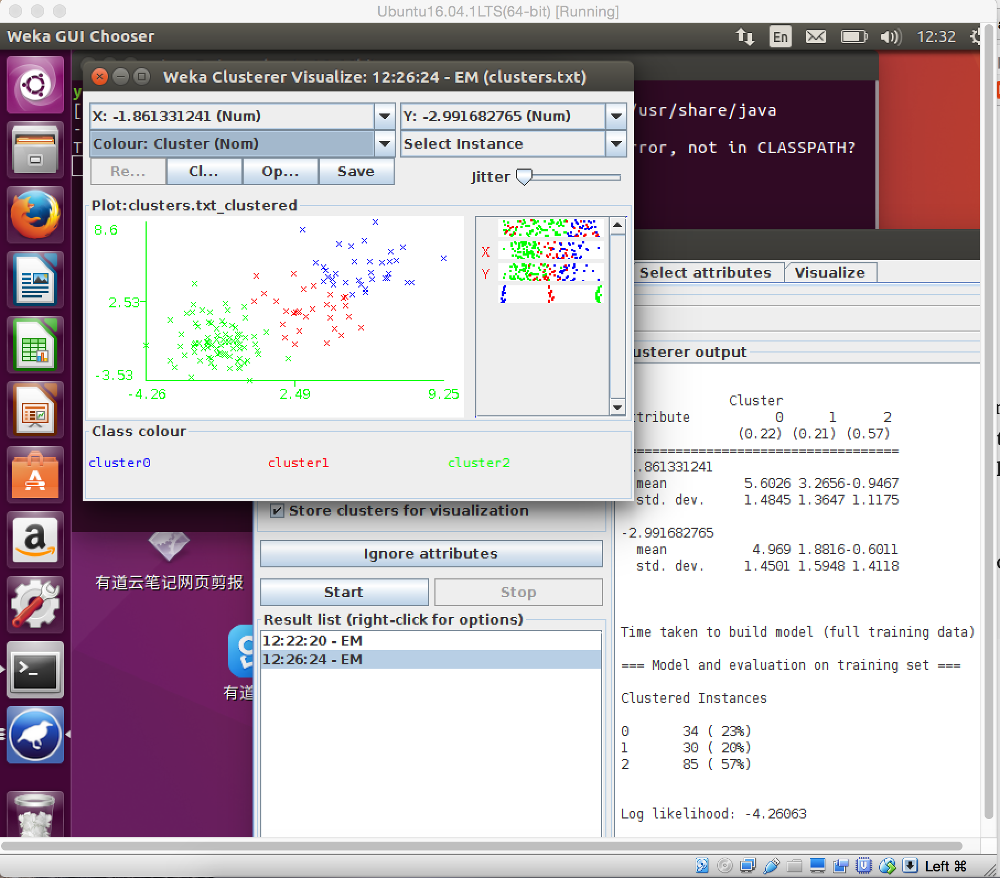 Ubuntu16.04.1LTS(64-bit) [Running]
Weka GUI Chooser
En
12:32
Weka Clusterer Visualize: 12:26:24 - EM (clusters.txt)
X: -1.861331241 (Num)
Y: -2.991682765 (Num)
/usr/share/java
Colour: Cluster (Nom)
Select Instance
rror, not in CLASSPATH?
Re...
Cl...
Op...
Save
Jitter
Plot:clusters.txt_clustered
8.6
2.53
-3.53
-4.26
2.49
9.25
X
Y
Select attributes
Visualize
usterer output
Class colour
cluster0
cluster1
cluster2
Cluster
tribute 0 1 2
(0.22) (0.21) (0.57)
==================================
.861331241
mean 5.6026 3.2656-0.9467
std. dev. 1.4845 1.3647 1.1175
-2.991682765
mean 4.969 1.8816-0.6011
std. dev. 1.4501 1.5948 1.4118
Time taken to build model (full training data)
=== Model and evaluation on training set ===
Clustered Instances
0 34 ( 23%)
1 30 ( 20%)
2 85 ( 57%)
Log likelihood: -4.26063
Store clusters for visualization
Ignore attributes
Start
Stop
Result list (right-click for options)
12:22:20 - EM
12:26:24 - EM
有道云笔记网页剪报
有道
Left ⌘